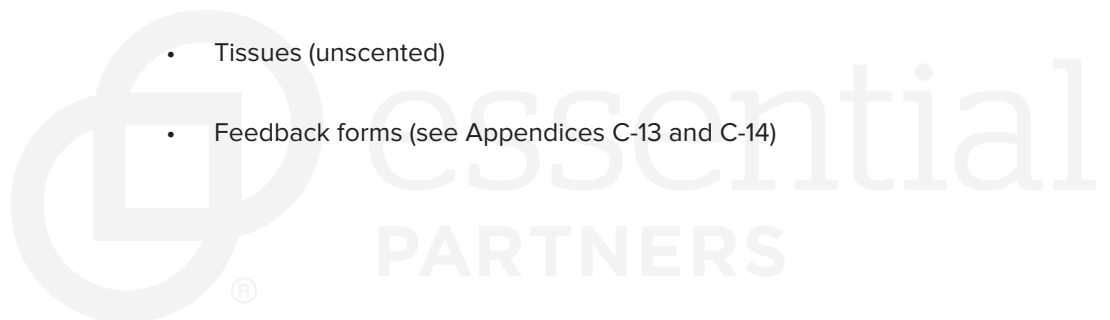 • Tissues (unscented)
• Feedback forms (see Appendices C-13 and C-14)
essential
PARTNERS
®